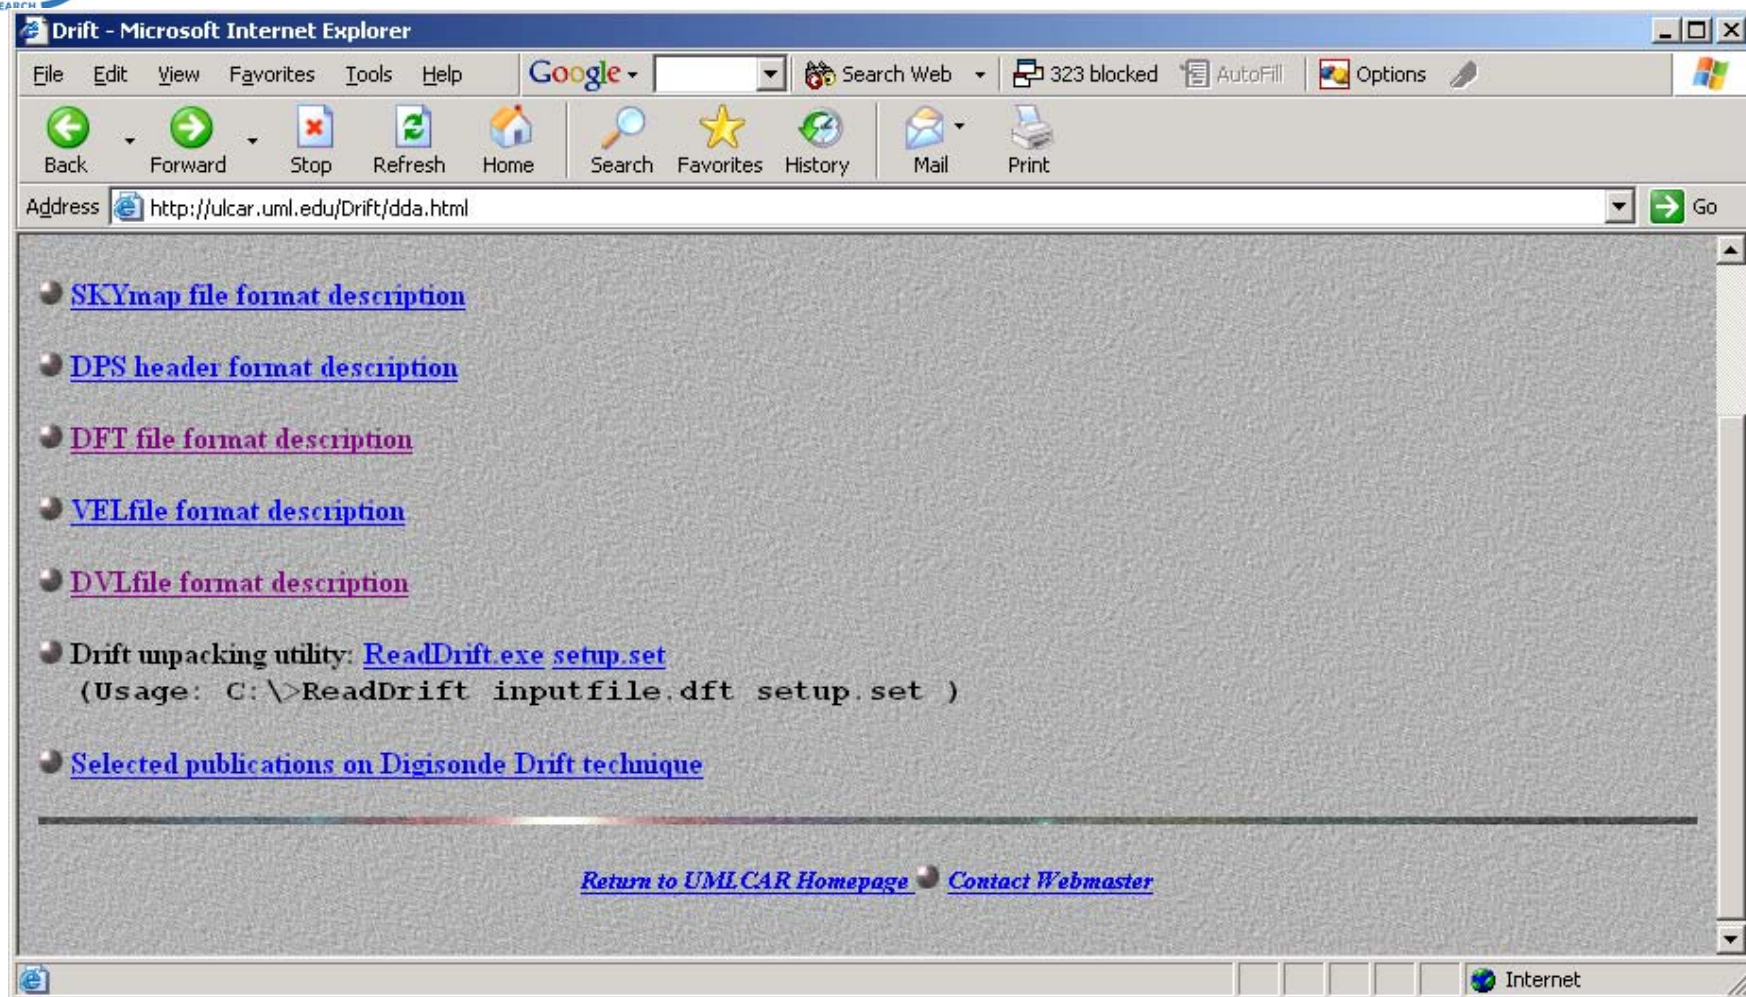 EARCH
Drift - Microsoft Internet Explorer
File Edit View Favorites Tools Help Google Search Web 323 blocked AutoFill Options
Back Forward Stop Refresh Home Search Favorites History Mail Print
Address http://ulcar.uml.edu/Drift/dda.html Go
SKYmap file format description
DPS header format description
DFT file format description
VELfile format description
DVLfile format description
Drift unpacking utility: ReadDrift.exe setup.set
(Usage: C:\>ReadDrift inputfile.dft setup.set )
Selected publications on Digisonde Drift technique
Return to UMLCAR Homepage Contact Webmaster
Internet